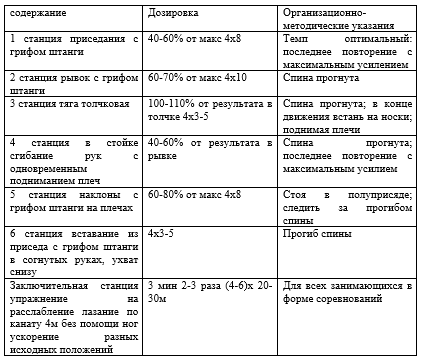 содержание Дозировка Организационно-
методические указания
1 станция приседания с 40-60% от макс 4х8 Темп оптимальный:
грифом штанги последнее повторение с
максимальным усилением
2 станция рывок с грифом 60-70% от макс 4х10 Спина прогнута
штанги
3 станция тяга толчковая 100-110% от результата в Спина прогнута; в конце
толчке 4х3-5 движения встань на носки;
поднимая плечи
4 станция в стойке 40-60% от результата в Спина прогнута;
сгибание рук с рывке последнее повторение с
одновременным максимальным усилием
подниманием плеч
5 станция наклоны с 60-80% от макс 4х8 Стоя в полуприсяде;
грифом штанги на плечах следить за прогибом
спины
6 станция вставание из 4х3-5 Прогиб спины
приседа с грифом штанги
в согнутых руках, ухват
снизу
Заключительная станция 3 мин 2-3 раза (4-6)х 20- Для всех занимающихся в
упражнение на 30м форме соревнований
расслабление лазание по
канату 4м без помощи ног
ускорение разных
исходных положений